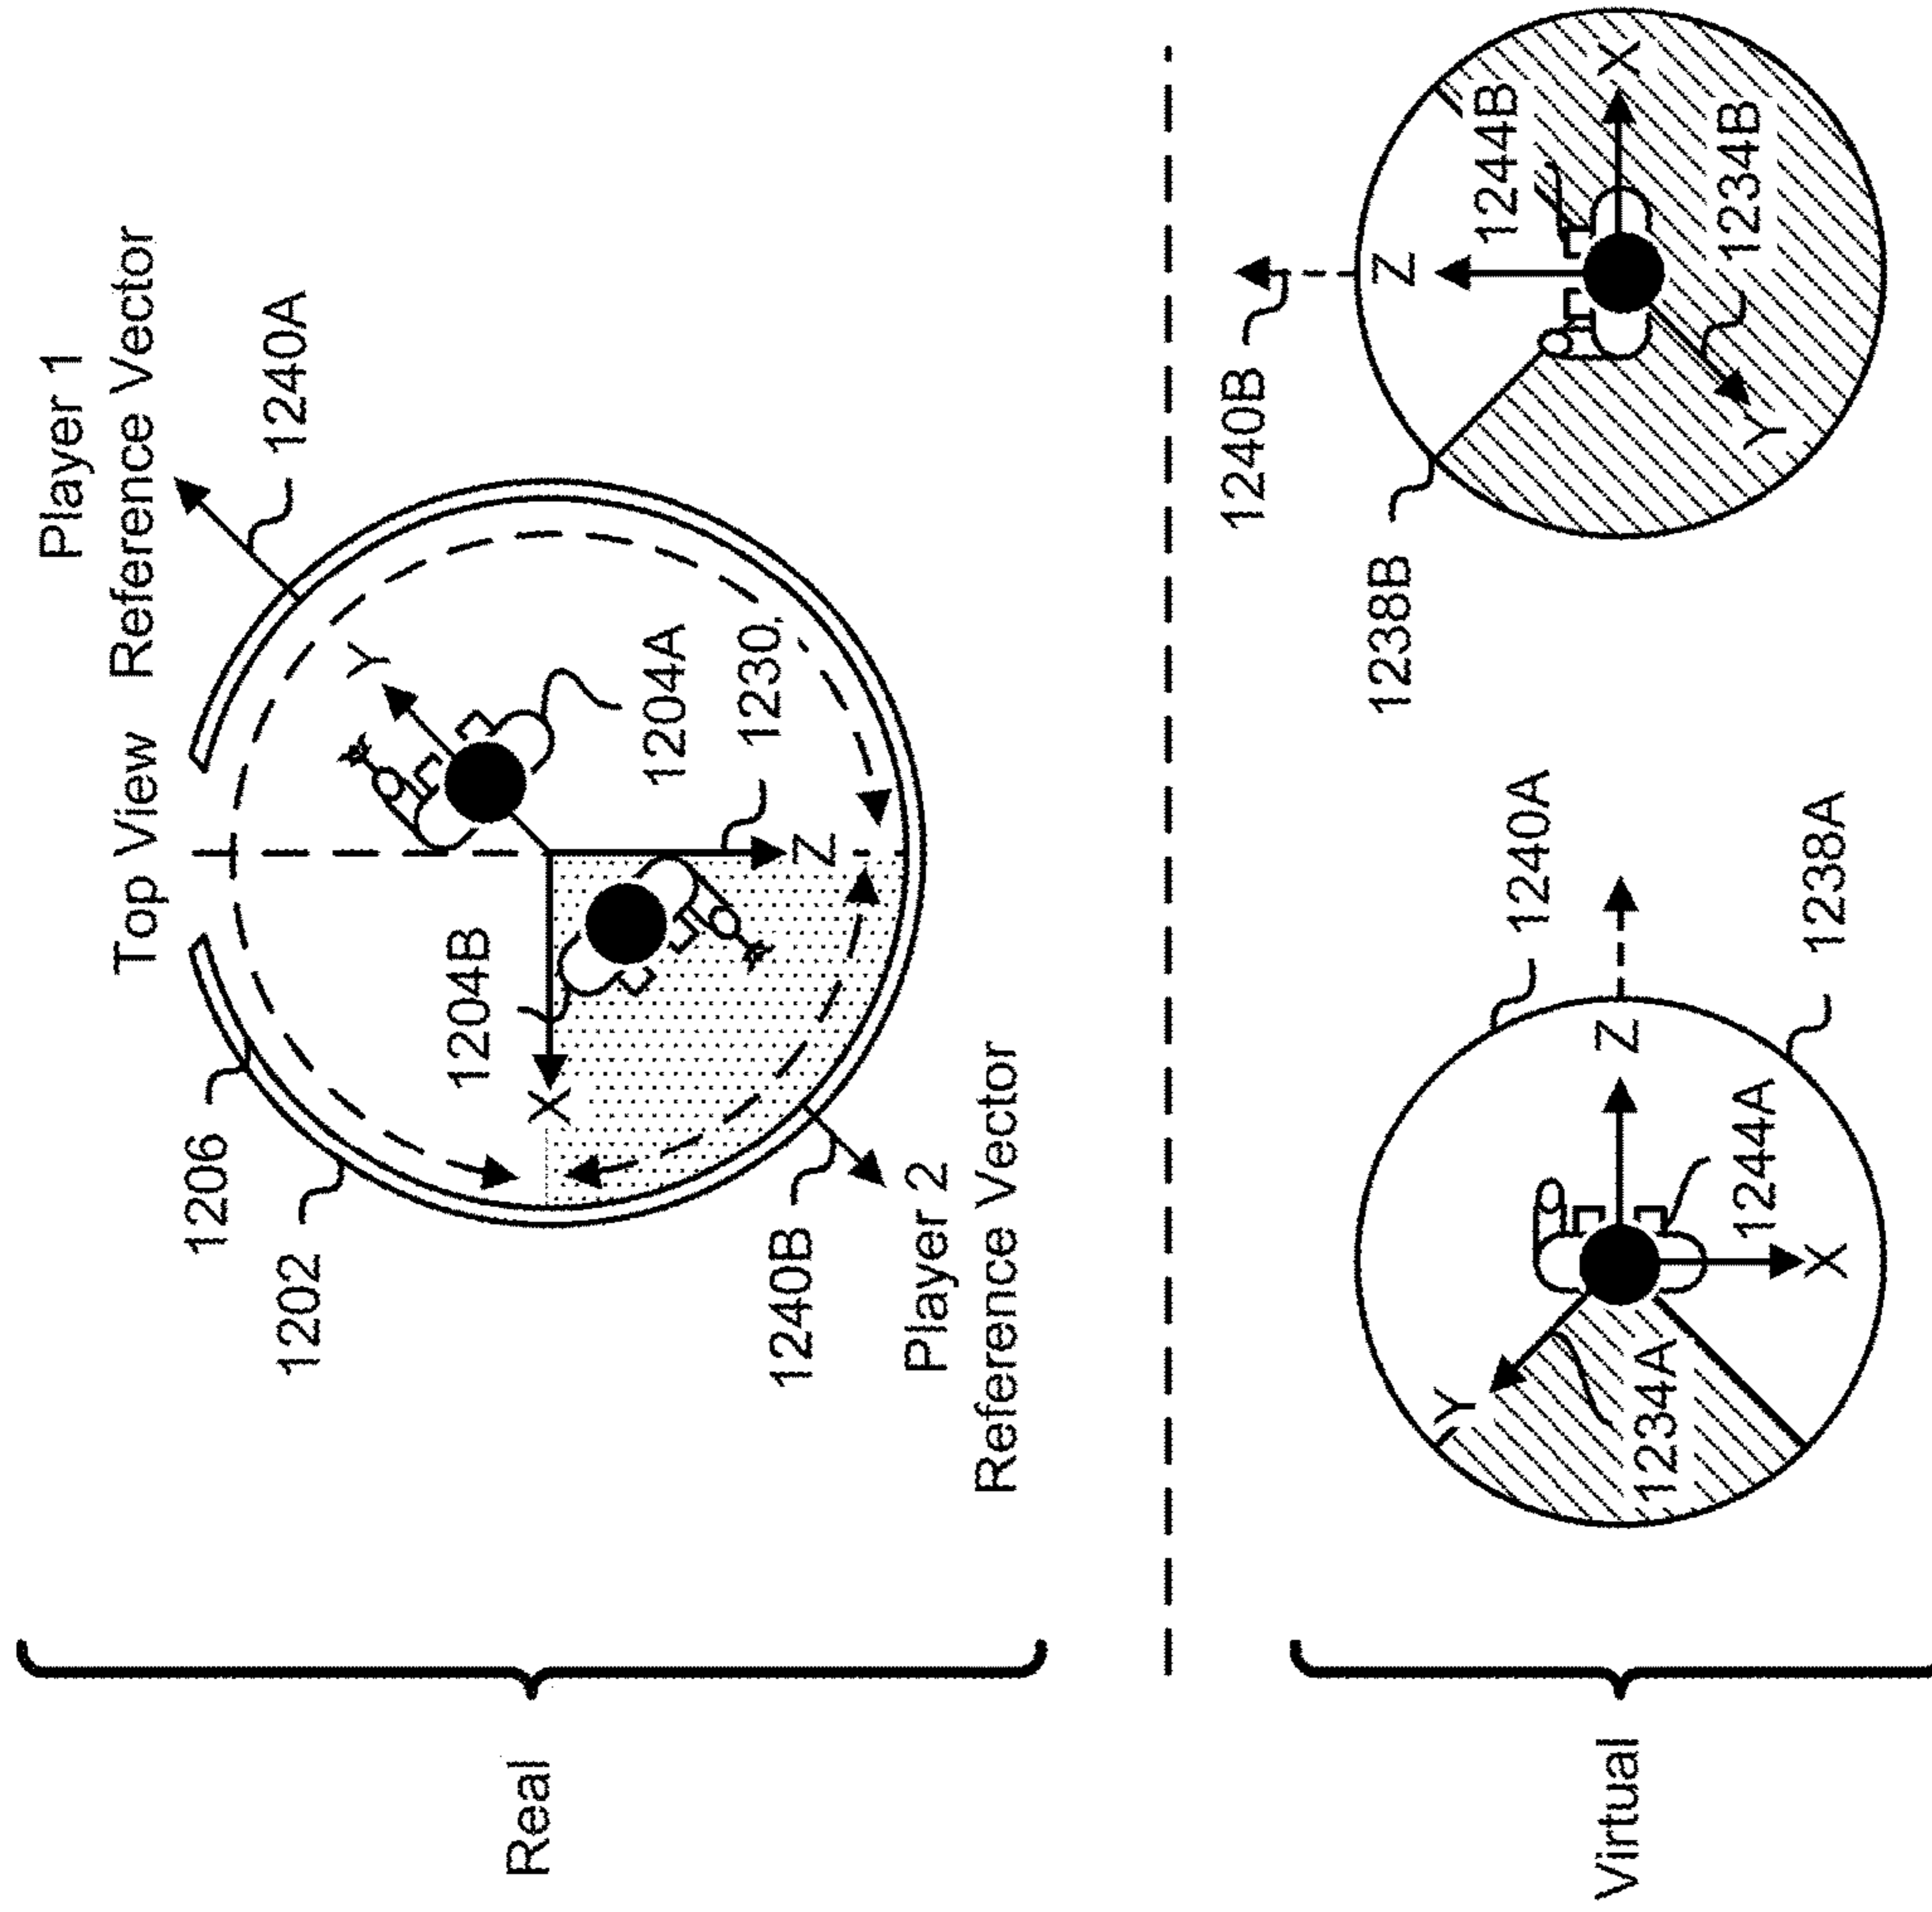 Player 1
Top View
Reference Vector
1206
1240A
1202
Y
1204B
Real
X
1204A
1230
1240B
Z
Player 2
Reference Vector
1240B
1238B
Z
Y
1244B
1240A
Virtual
Z
X
1234A
1234B
1244A
Y
1238A
X